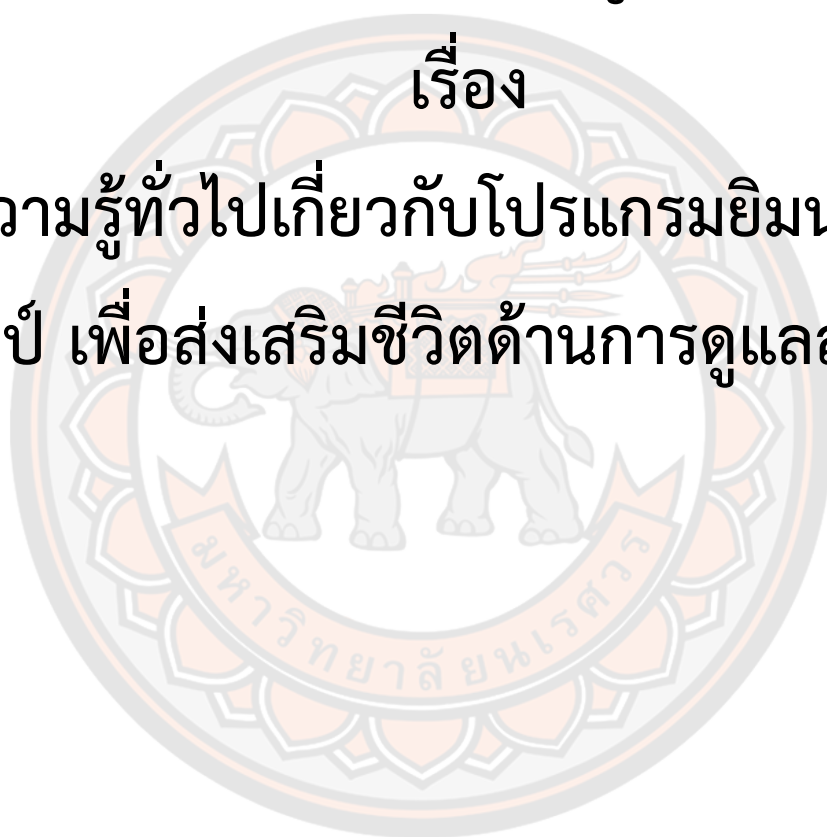 เรื่อง
วามรู้ทั่วไปเกี่ยวกับโปรแกรมยิมน
ป์ เพื่อส่งเสริมชีวิตด้านการดูแล
มหาวิทยาลัยนเรศวร